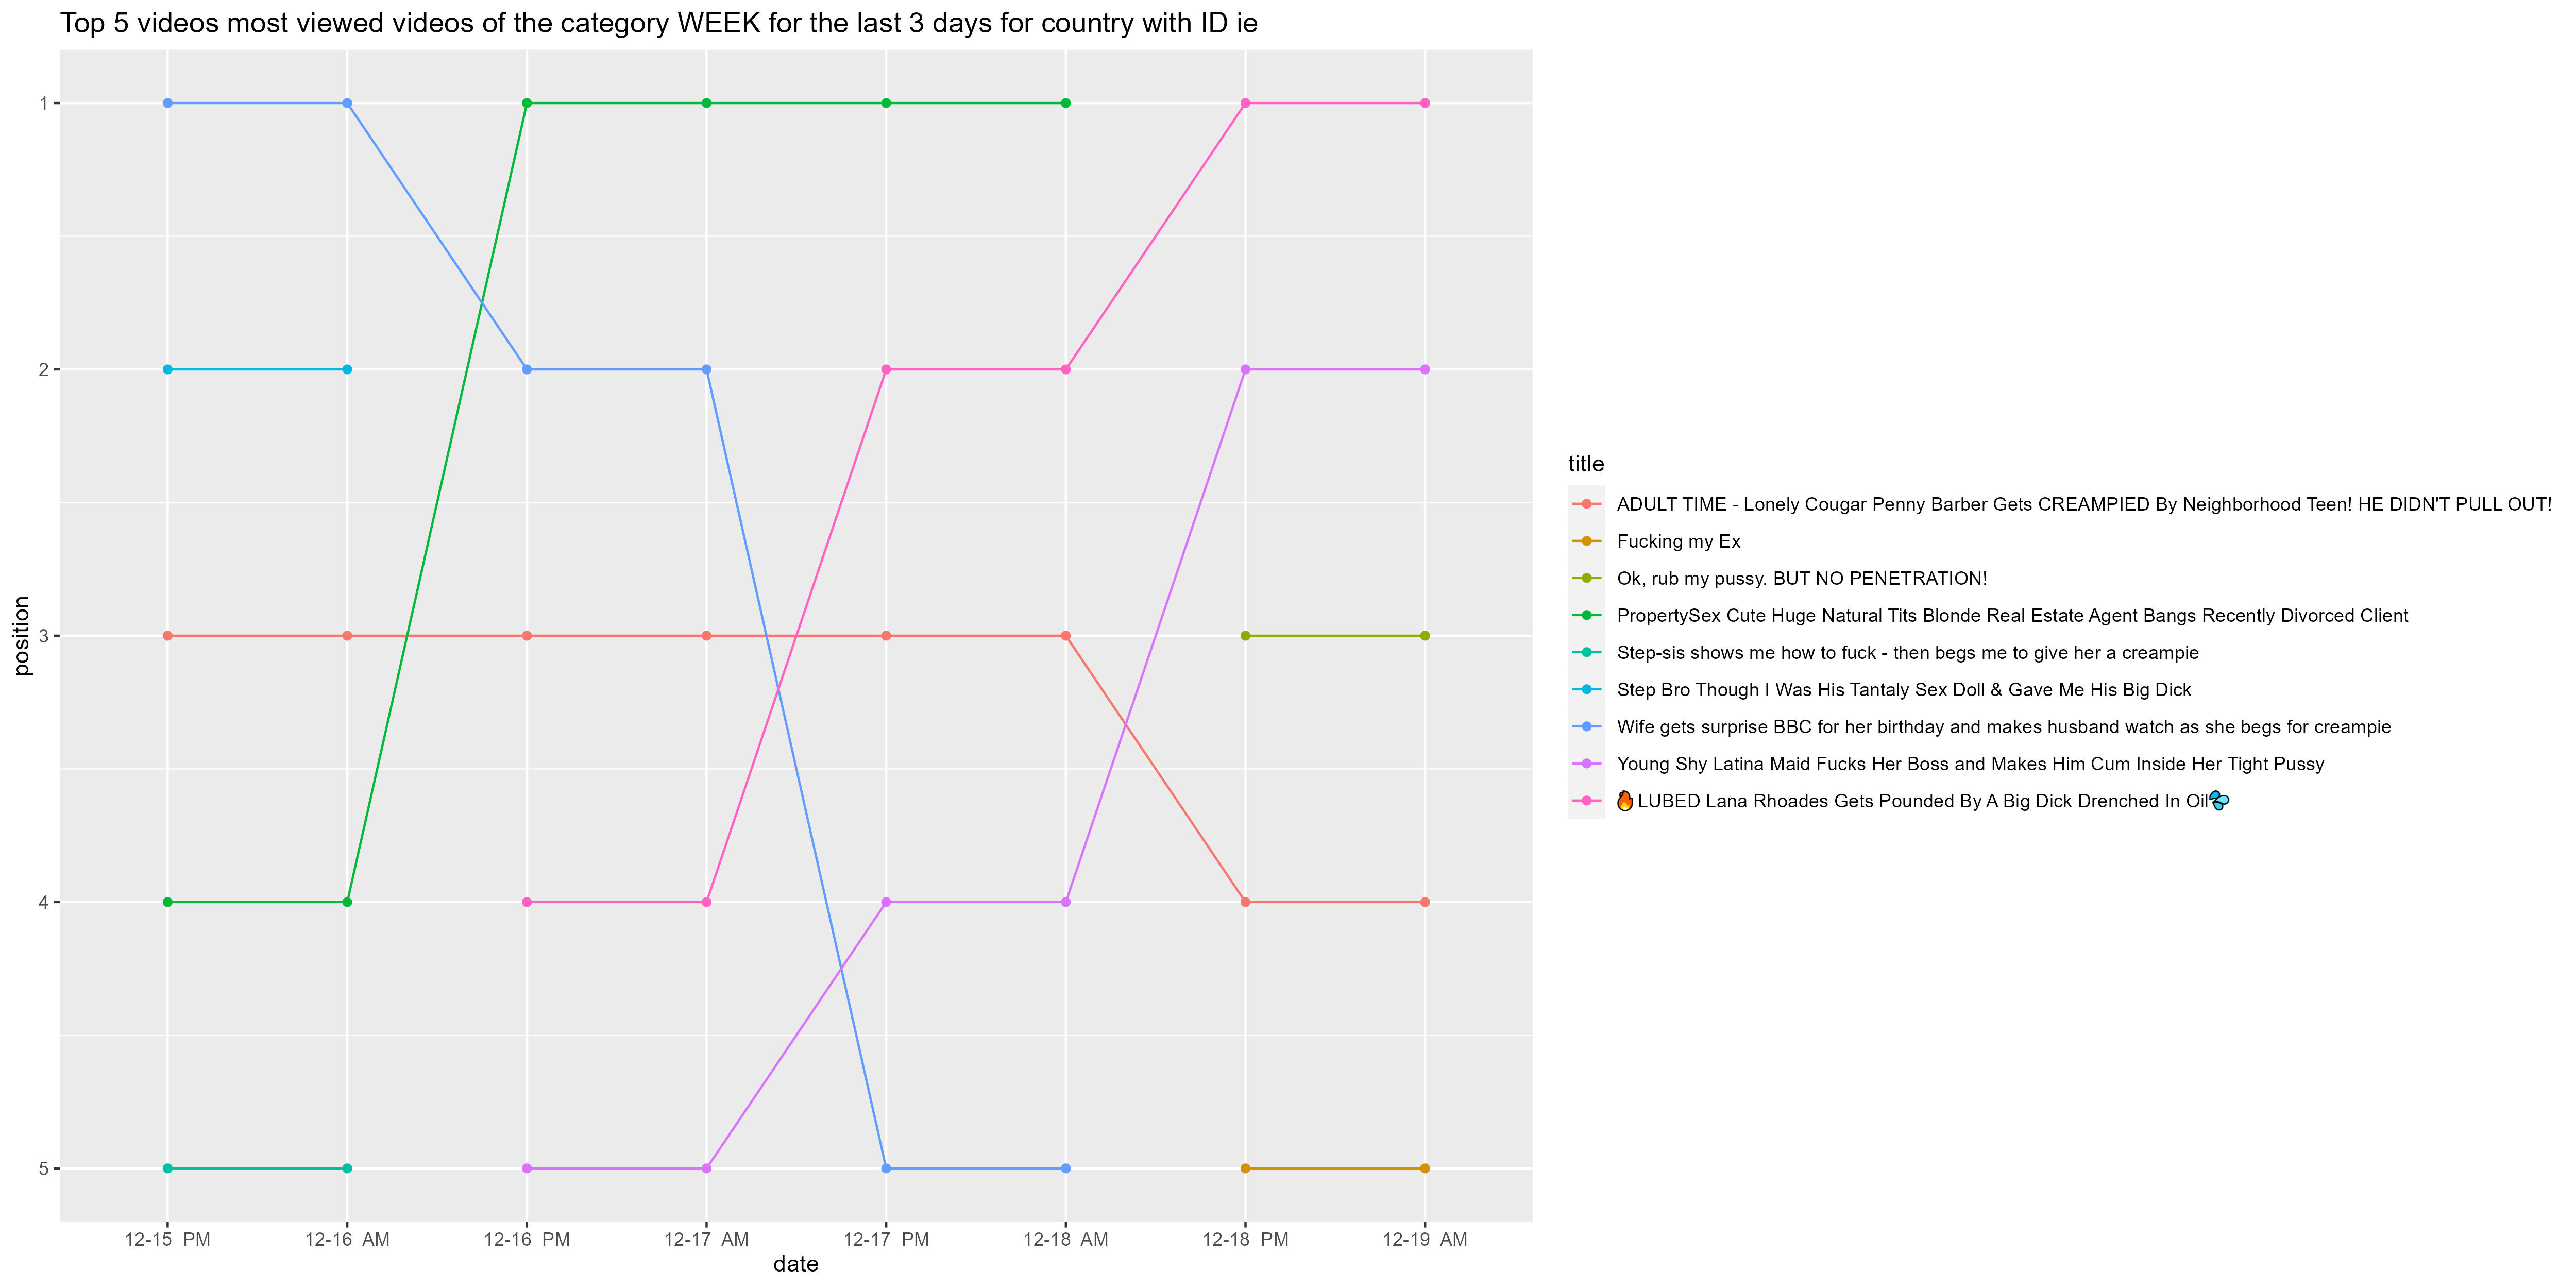 Top 5 videos most viewed videos of the category WEEK for the last 3 days for country with ID ie
position
1
2
3
4
5
12-15 PM
12-16 AM
12-16 PM
12-17 AM
12-17 PM
12-18 AM
12-18 PM
12-19 AM
date
title
ADULT TIME - Lonely Cougar Penny Barber Gets CREAMPIED By Neighborhood Teen! HE DIDN'T PULL OUT!
Fucking my Ex
Ok, rub my pussy. BUT NO PENETRATION!
PropertySex Cute Huge Natural Tits Blonde Real Estate Agent Bangs Recently Divorced Client
Step-sis shows me how to fuck - then begs me to give her a creampie
Step Bro Though I Was His Tantaly Sex Doll & Gave Me His Big Dick
Wife gets surprise BBC for her birthday and makes husband watch as she begs for creampie
Young Shy Latina Maid Fucks Her Boss and Makes Him Cum Inside Her Tight Pussy
🔥LUBED Lana Rhoades Gets Pounded By A Big Dick Drenched In Oil💦